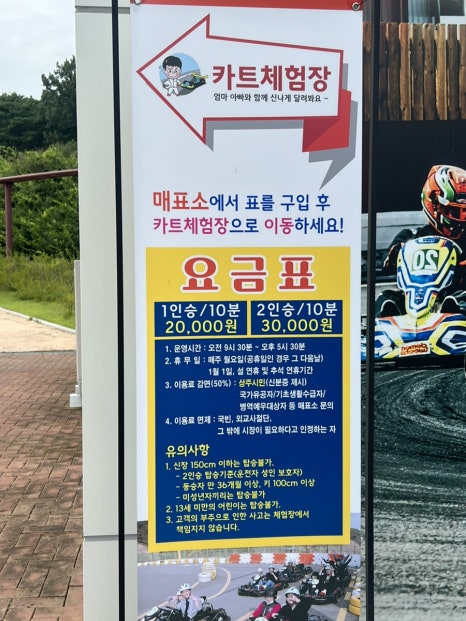 카트체험장
엄마 아빠와 함께 신나게 달려봐요 ~
매표소에서 표를 구입 후
카트체험장으로 이동하세요!
요금표
1인승/10분 2인승/10분
20,000원 30,000원
1. 운영시간 : 오전 9시 30분 ~ 오후 5시 30분
2. 휴 무 일 : 매주 월요일(공휴일인 경우 그 다음날)
1월 1일, 설 연휴 및 추석 연휴기간
3. 이용료 감면(50%) : 상주시민(신분증 제시)
국가유공자/기초생활수급자/
병역예우대상자 등 매표소 문의
4. 이용료 면제 : 국빈, 외교사절단,
그 밖에 시장이 필요하다고 인정하는 자
유의사항
1. 신장 150cm 이하는 탑승불가.
- 2인승 탑승기준(운전자 성인 보호자)
- 동승자 만 36개월 이상, 키 100cm 이상
- 미성년자끼리는 탑승불가
2. 13세 미만의 어린이는 탑승불가.
3. 고객의 부주으로 인한 사고는 체험장에서
책임지지 않습니다.
20